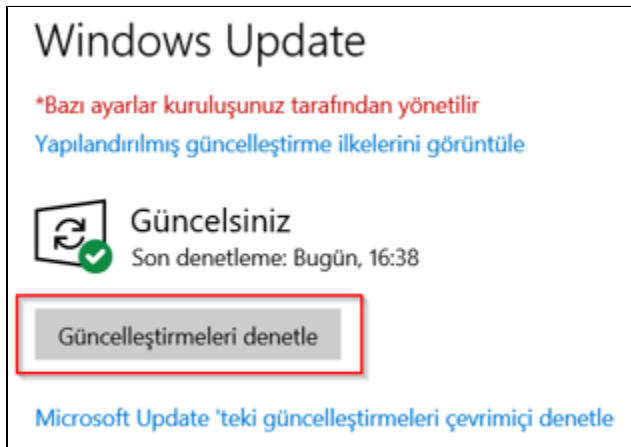 Windows Update
*Bazı ayarlar kuruluşunuz tarafından yönetilir
Yapılandırılmış güncelleştirme ilkelerini görüntüle
Güncelsiniz
Son denetleme: Bugün, 16:38
Güncelleştirmeleri denetle
Microsoft Update 'teki güncelleştirmeleri çevrimiçi denetle